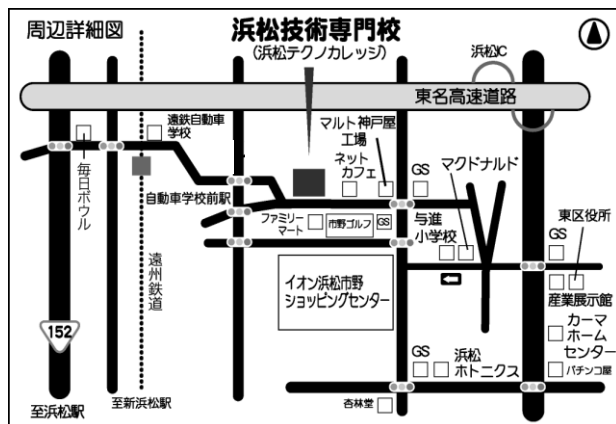 周辺詳細図
浜松技術専門校
(浜松テクノカレッジ)
浜松IC
東名高速道路
遠鉄自動車
学校
マルト神戸屋
工場
ネット
カフェ
GS
マクドナルド
毎日ボウル
自動車学校前駅
ファミリー
マート
市野ゴルフ
GS
与進
小学校
東区役所
GS
遠州鉄道
イオン浜松市野
ショッピングセンター
産業展示館
カーマ
ホーム
センター
152
GS
浜松
ホトニクス
パチンコ屋
至浜松駅
至新浜松駅
杏林堂